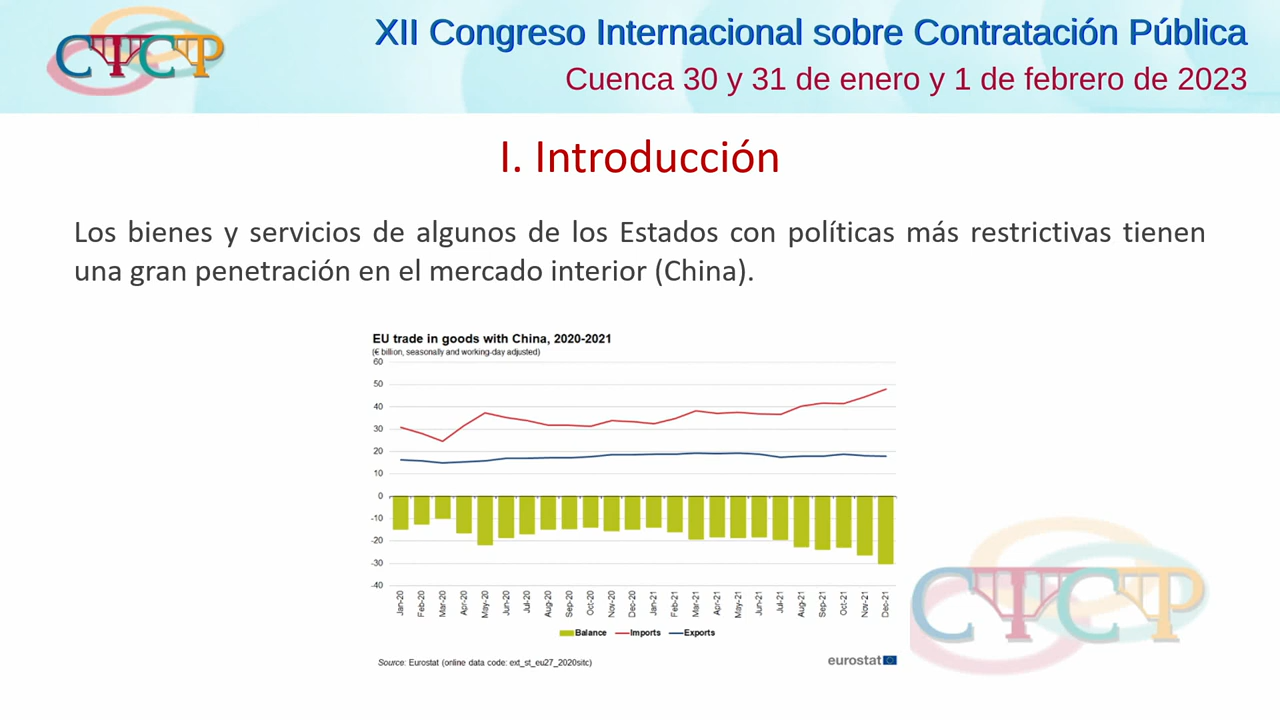 CTCTP
XII Congreso Internacional sobre Contratación Pública
Cuenca 30 y 31 de enero y 1 de febrero de 2023
I. Introducción
Los bienes y servicios de algunos de los Estados con políticas más restrictivas tienen
una gran penetración en el mercado interior (China).
EU trade in goods with China, 2020-2021
(€ billion, seasonally and working-day adjusted)
60
50
40
30
20
10
0
-10
-20
-30
-40
Jan-20 Feb-20 Mar-20 Apr-20 May-20 Jun-20 Jul-20 Aug-20 Sep-20 Oct-20 Nov-20 Dec-20 Jan-21 Feb-21 Mar-21 Apr-21 May-21 Jun-21 Jul-21 Aug-21 Sep-21 Oct-21 Nov-21 Dec-21
Balance Imports Exports
Source: Eurostat (online data code: ext_st_eu27_2020sitc)
eurostat
CTCTP